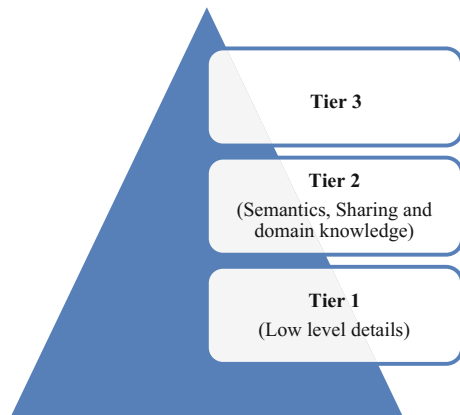 Tier 3
Tier 2
(Semantics, Sharing and
domain knowledge)
Tier 1
(Low level details)